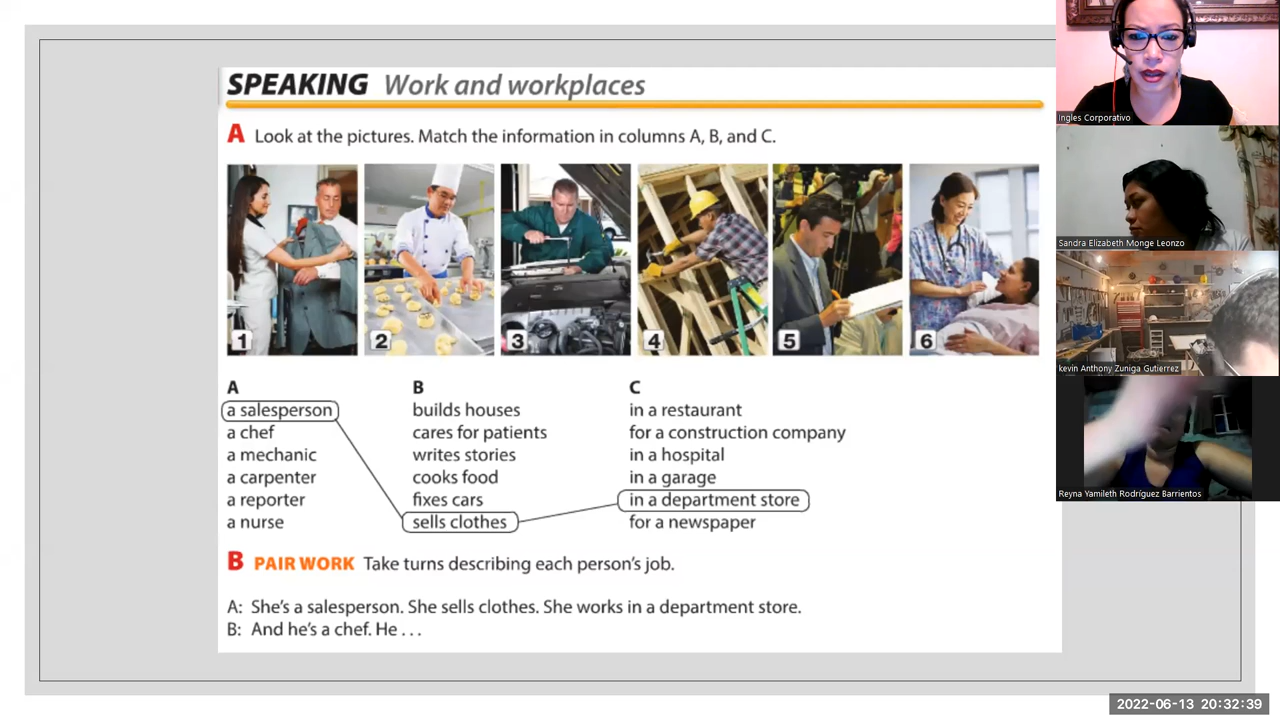 SPEAKING Work and workplaces
A Look at the pictures. Match the information in columns A, B, and C.
1 2 3 4 5 6
A B C
a salesperson builds houses in a restaurant
a chef cares for patients for a construction company
a mechanic writes stories in a hospital
a carpenter cooks food in a garage
a reporter fixes cars in a department store
a nurse sells clothes for a newspaper
B PAIR WORK Take turns describing each person's job.
A: She's a salesperson. She sells clothes. She works in a department store.
B: And he's a chef. He . . .
Ingles Corporativo
Sandra Elizabeth Monge Leonzo
kevin Anthony Zuniga Gutierrez
Reyna Yamileth Rodríguez Barrientos
2022-06-13 20:32:39